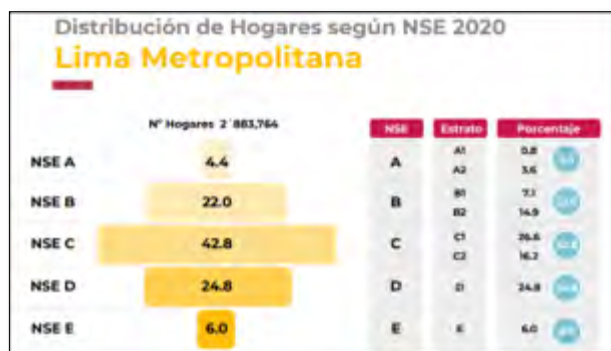 Distribución de Hogares según NSE 2020
Lima Metropolitana
N° Hogares 2´883,764
NSE Estrato Porcentaje
NSE A 4.4
A A1 0.8
A2 3.6
NSE B 22.0
B B1 7.1
B2 14.9
NSE C 42.8
C C1 26.6
C2 16.2
NSE D 24.8
D D 24.8
NSE E 6.0
E E 6.0